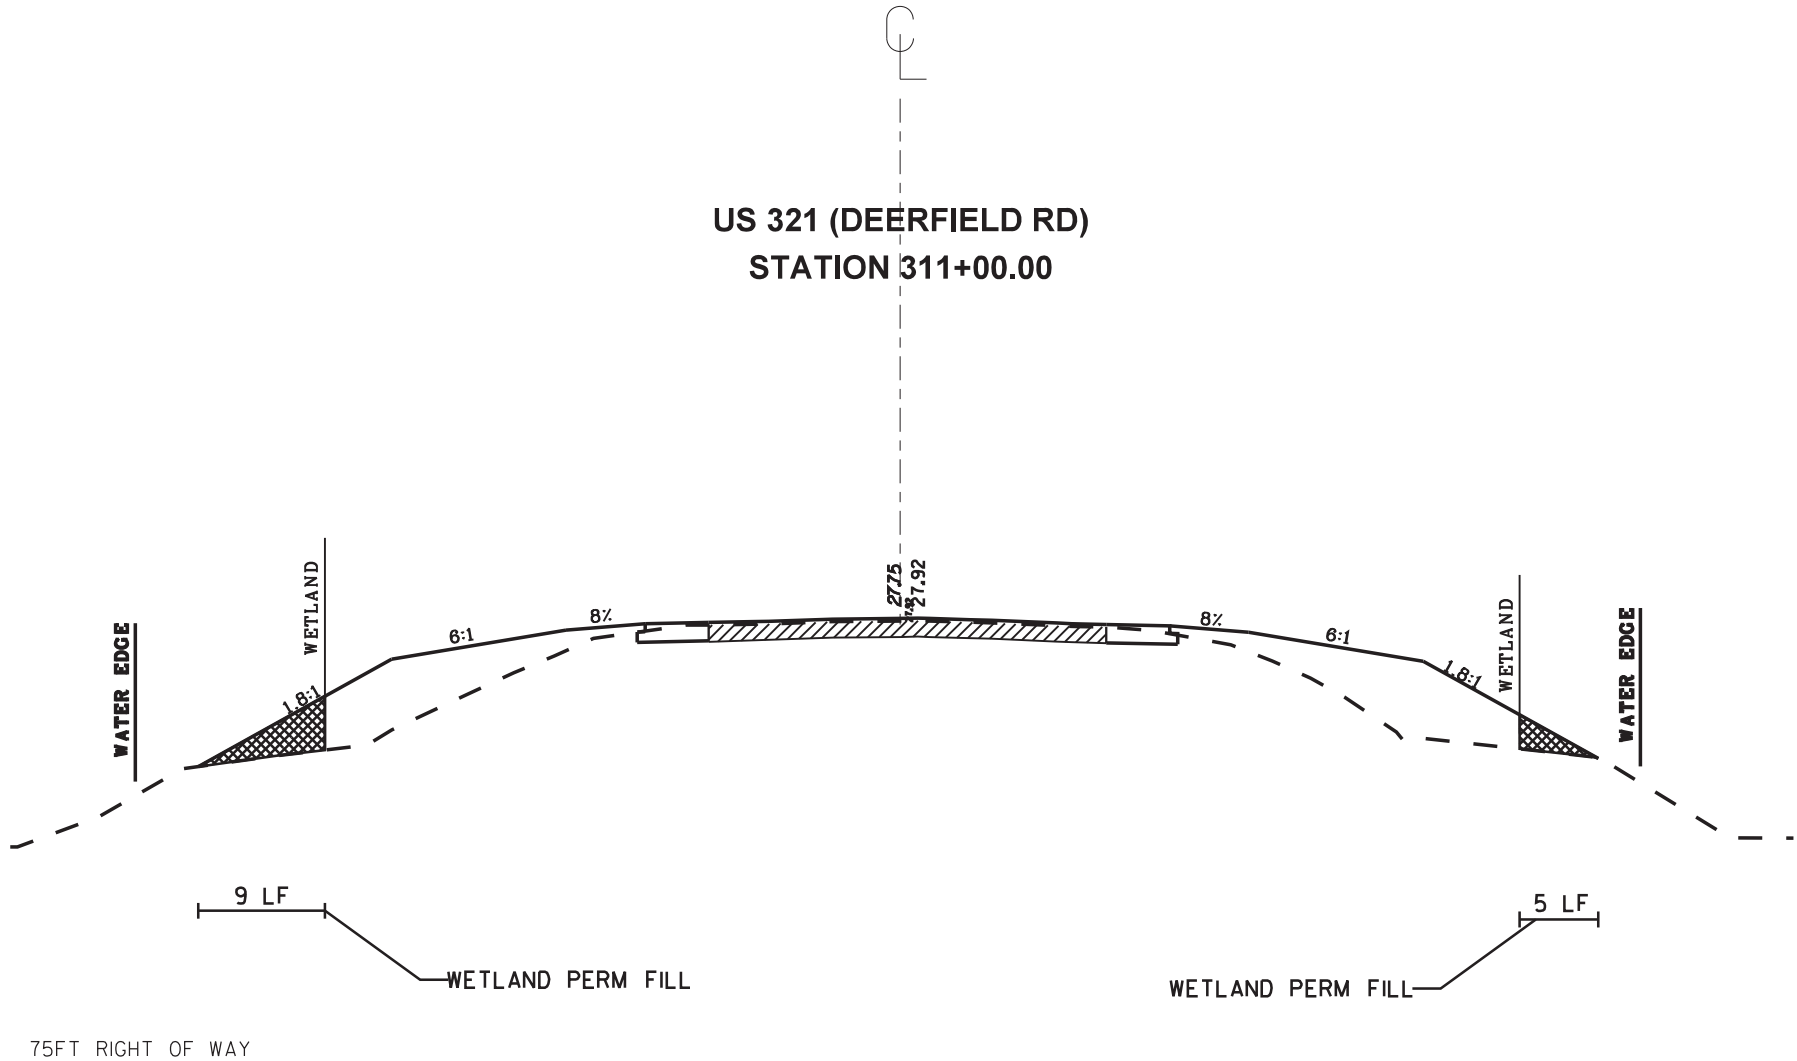 CL
US 321 (DEERFIELD RD)
STATION 311+00.00
27.75
27.92
WATER EDGE
WETLAND
1.8:1
6:1
8%
8%
6:1
1.8:1
WETLAND
WATER EDGE
9 LF
5 LF
WETLAND PERM FILL
WETLAND PERM FILL
75FT RIGHT OF WAY